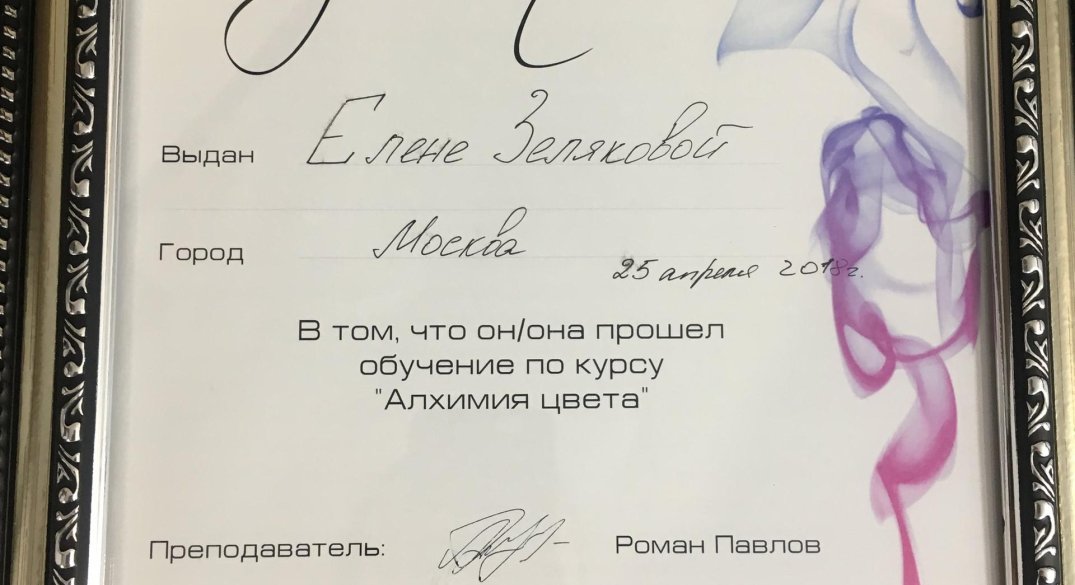 Выдан Елене Зеляковой
Город Москва
25 апреля 2018г.
В том, что он/она прошел
обучение по курсу
"Алхимия цвета"
Преподаватель: Роман Павлов